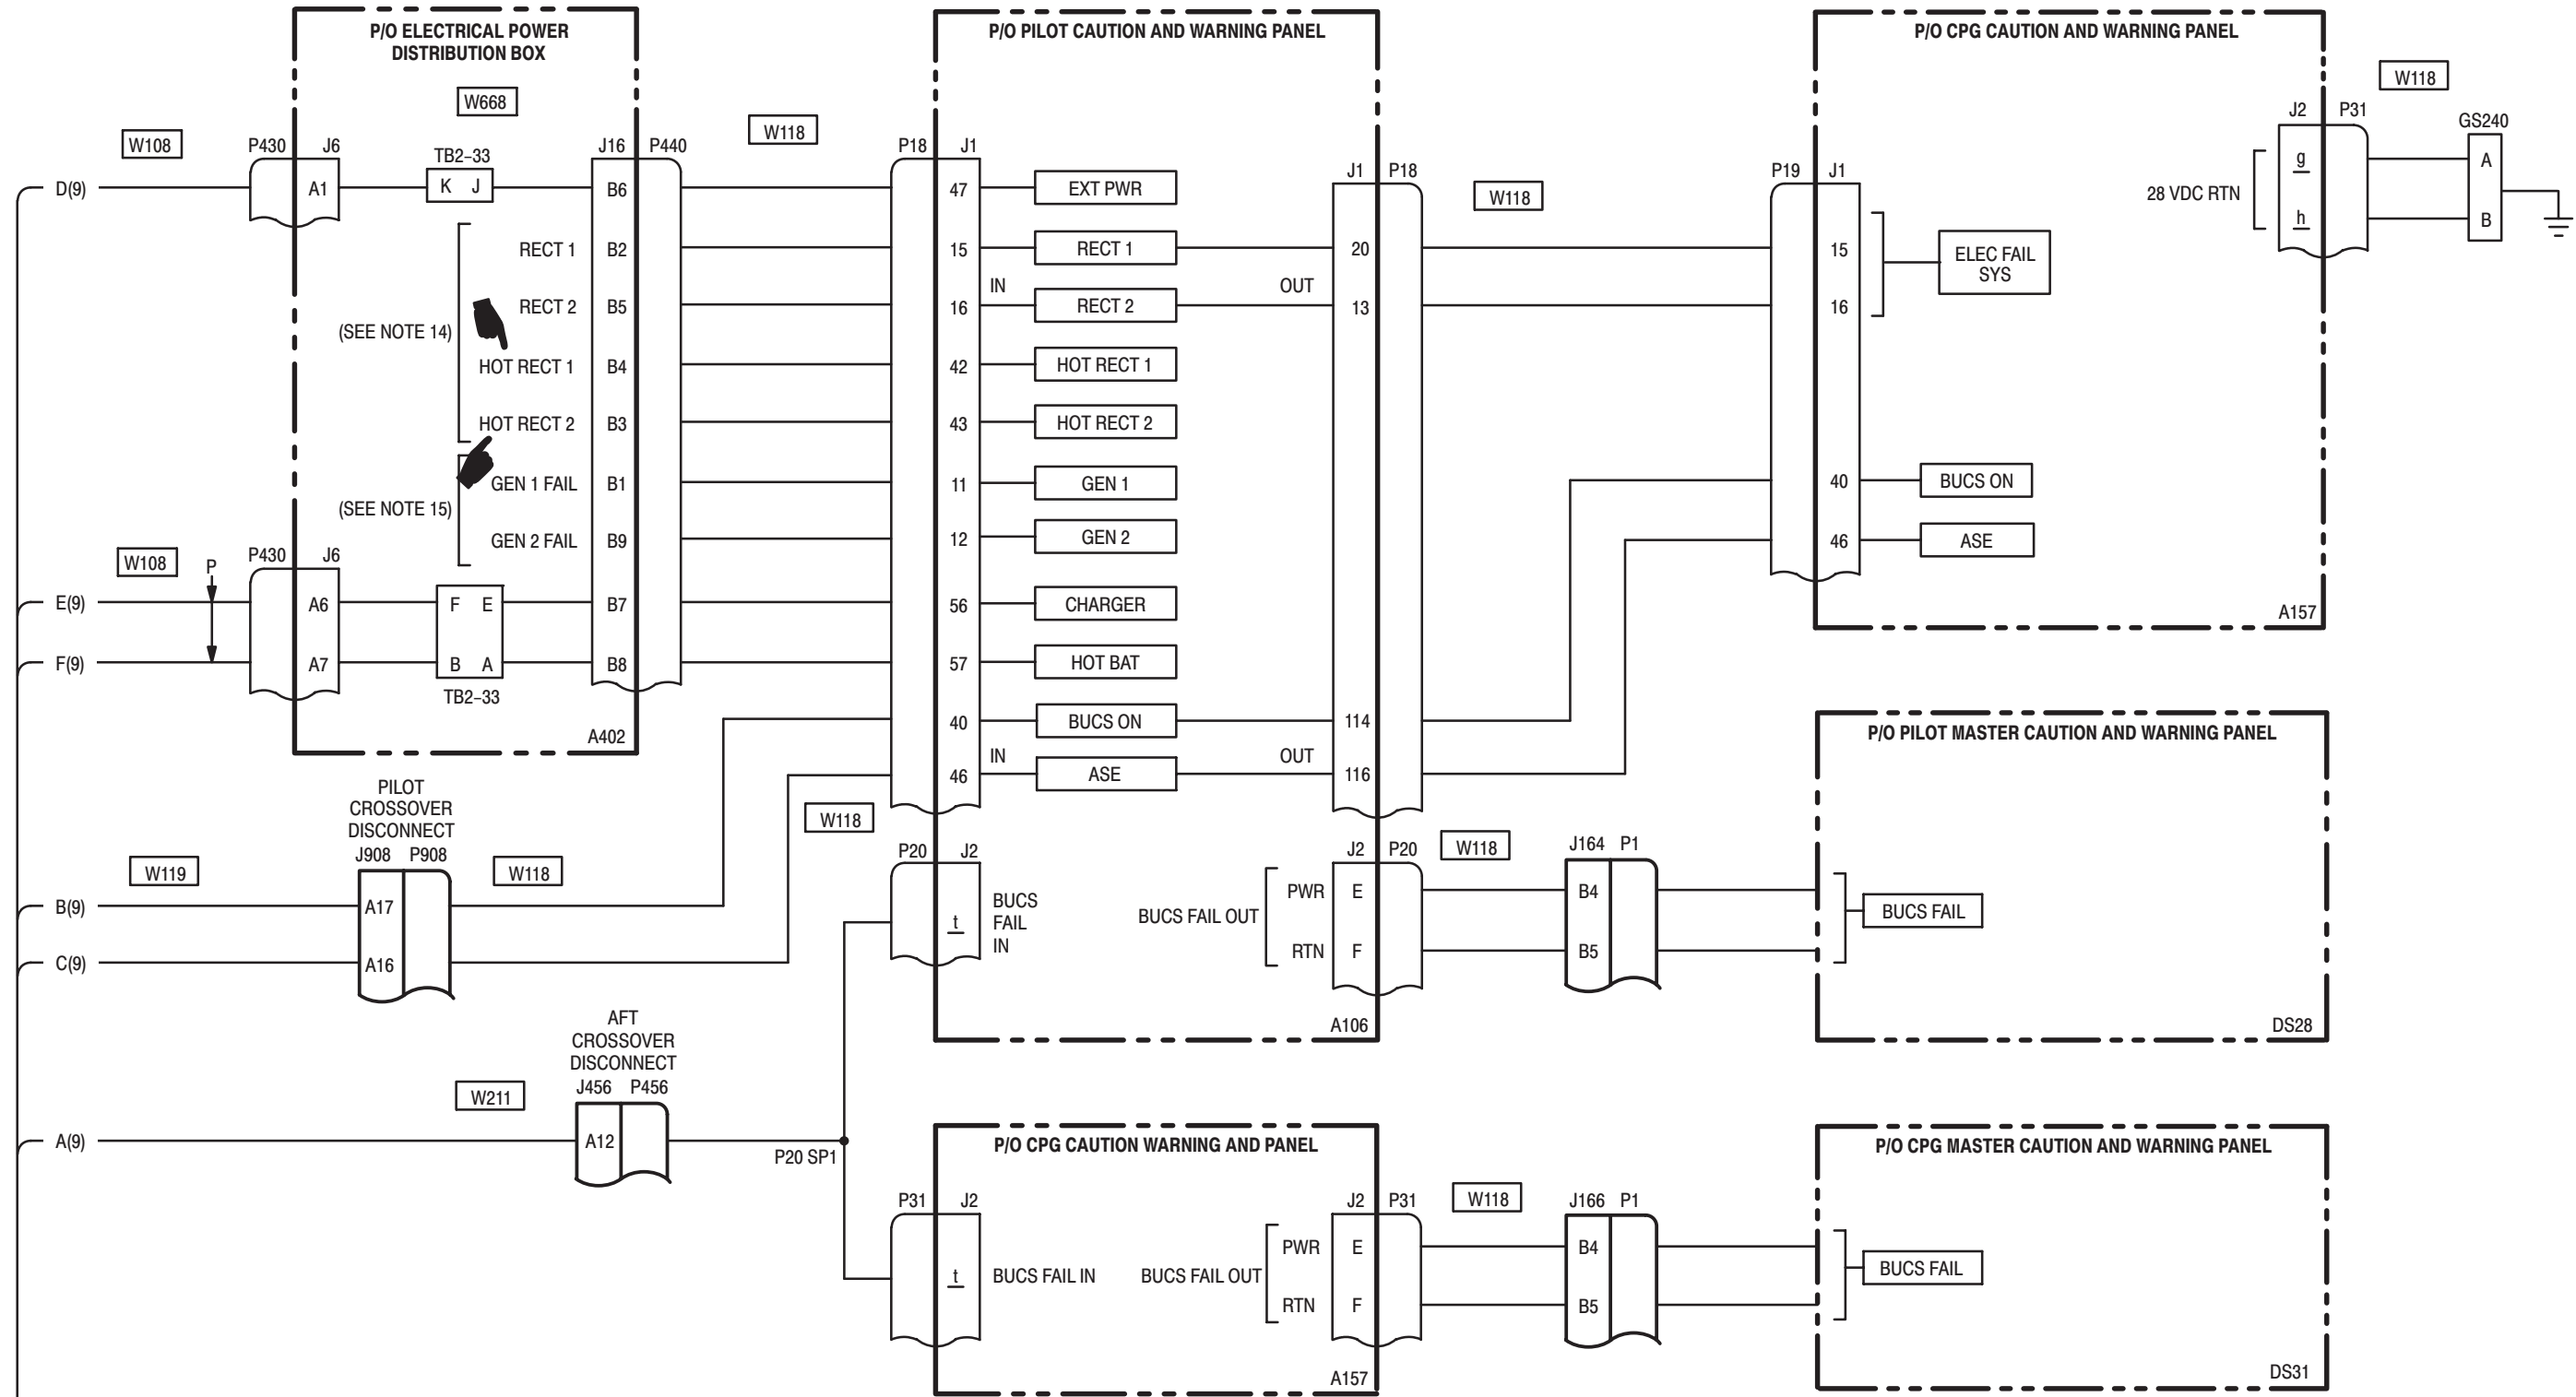 P/O ELECTRICAL POWER
DISTRIBUTION BOX
W668
W108
P430 J6
TB2-33
J16 P440
D(9)
A1
K J
B6
RECT 1 B2
RECT 2 B5
(SEE NOTE 14)
HOT RECT 1 B4
HOT RECT 2 B3
GEN 1 FAIL B1
(SEE NOTE 15)
GEN 2 FAIL B9
W108
P
P430 J6
E(9)
A6
F E
B7
F(9)
A7
B A
B8
TB2-33
A402
W118
P/O PILOT CAUTION AND WARNING PANEL
P18 J1
47 EXT PWR
15 RECT 1
IN
16 RECT 2
42 HOT RECT 1
43 HOT RECT 2
11 GEN 1
12 GEN 2
56 CHARGER
57 HOT BAT
40 BUCS ON
IN
46 ASE
J1 P18
20
OUT
13
114
OUT
116
W118
P20 J2
t
BUCS
FAIL
IN
BUCS FAIL OUT
PWR
RTN
J2 P20
E
F
A106
W118
P/O CPG CAUTION AND WARNING PANEL
P19 J1
15
16
ELEC FAIL
SYS
40 BUCS ON
46 ASE
28 VDC RTN
J2 P31
g
h
W118
GS240
A
B
A157
PILOT
CROSSOVER
DISCONNECT
J908 P908
W119
W118
B(9)
A17
C(9)
A16
W118
J164 P1
B4
B5
P/O PILOT MASTER CAUTION AND WARNING PANEL
BUCS FAIL
DS28
AFT
CROSSOVER
DISCONNECT
J456 P456
W211
A(9)
A12
P20 SP1
P/O CPG CAUTION WARNING AND PANEL
P31 J2
t
BUCS FAIL IN
BUCS FAIL OUT
PWR
RTN
J2 P31
E
F
A157
W118
J166 P1
B4
B5
P/O CPG MASTER CAUTION AND WARNING PANEL
BUCS FAIL
DS31